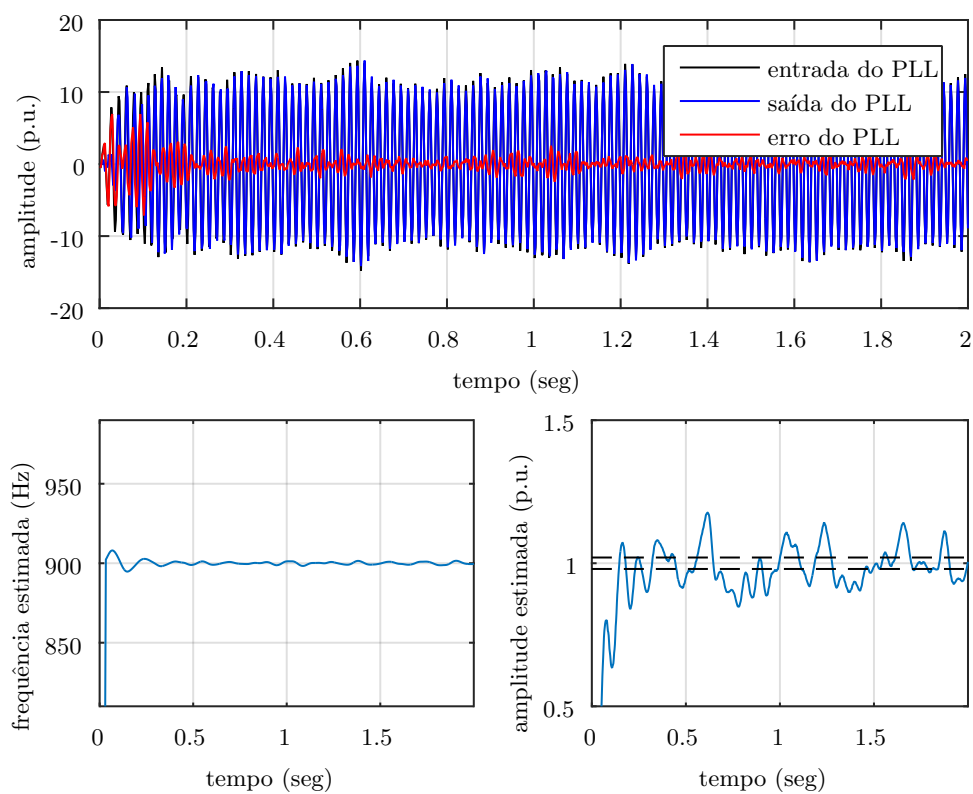 20
10
0
-10
-20
amplitude (p.u.)
entrada do PLL
saída do PLL
erro do PLL
0 0.2 0.4 0.6 0.8 1 1.2 1.4 1.6 1.8 2
tempo (seg)
950
900
850
frequência estimada (Hz)
0 0.5 1 1.5
tempo (seg)
1.5
1
0.5
amplitude estimada (p.u.)
0 0.5 1 1.5
tempo (seg)